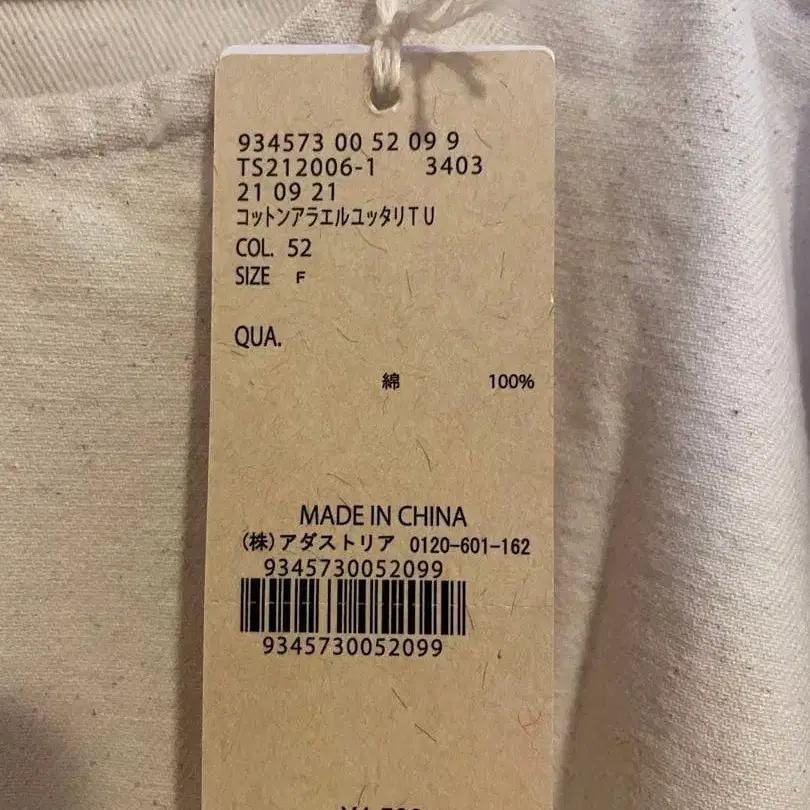 934573 00 52 09 9
TS212006-1 3403
21 09 21
コットンアラエルユッタリTU
COL. 52
SIZE F
QUA.
綿 100%
MADE IN CHINA
(株)アダストリア 0120-601-162
9345730052099
9345730052099